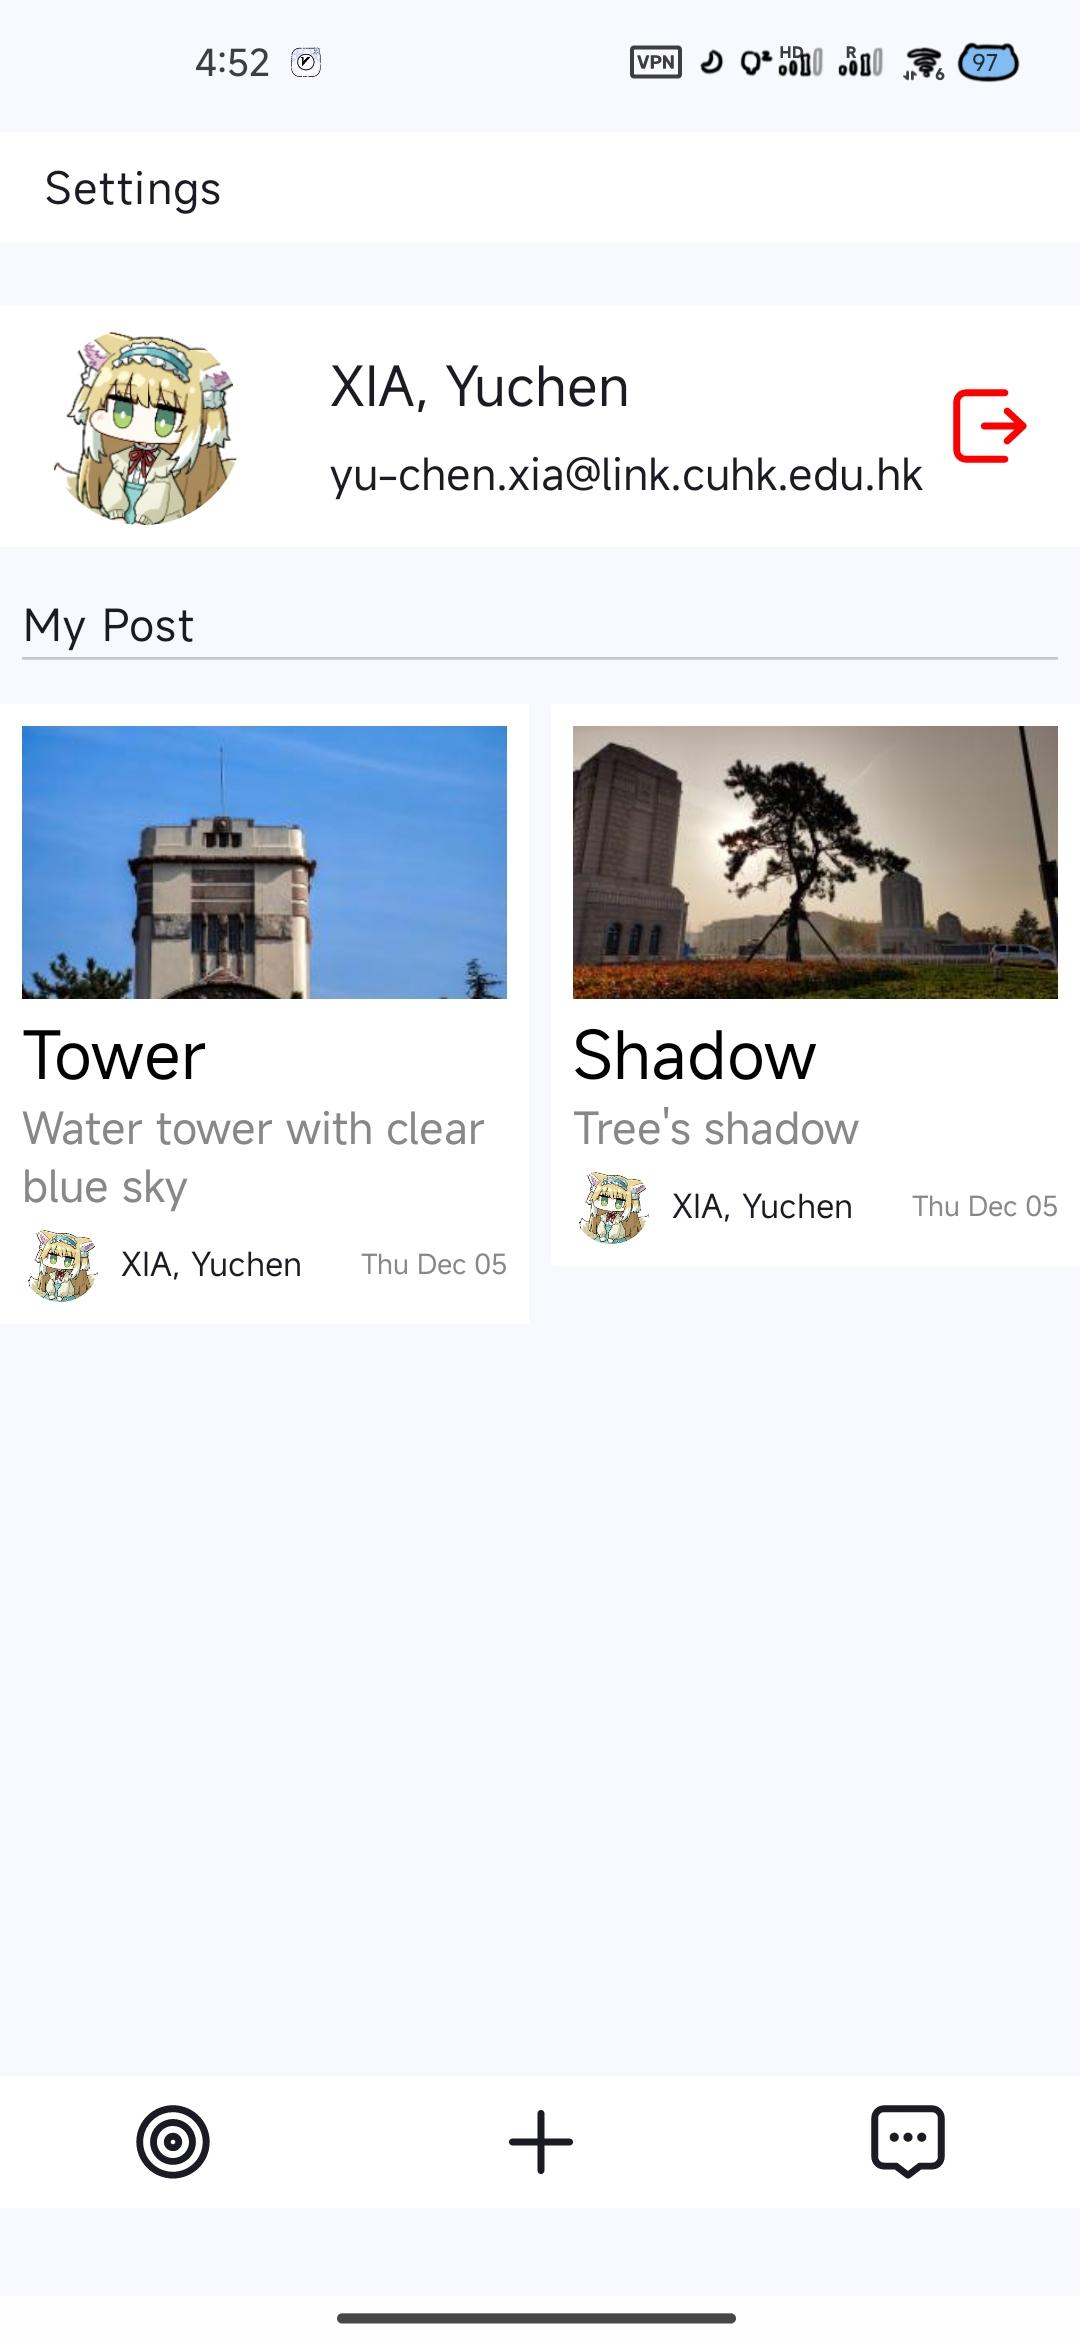 4:52
VPN HD R 6 97
Settings
XIA, Yuchen
yu-chen.xia@link.cuhk.edu.hk
My Post
Tower
Water tower with clear
blue sky
XIA, Yuchen Thu Dec 05
Shadow
Tree's shadow
XIA, Yuchen Thu Dec 05